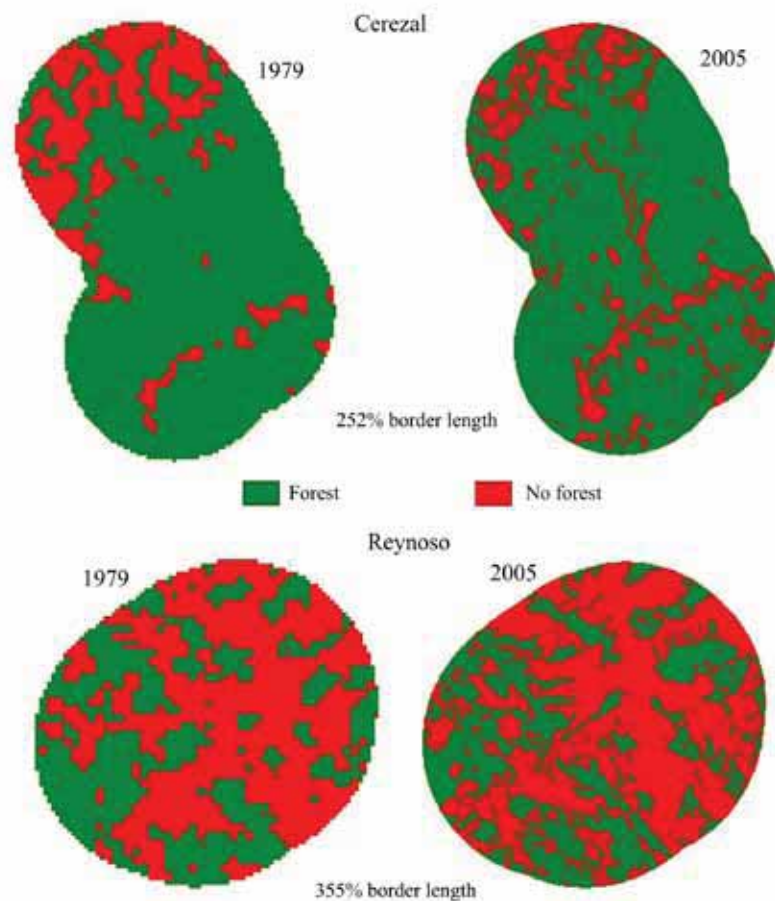 Cerezal
1979
2005
252% border length
Forest
No forest
Reynoso
1979
2005
355% border length